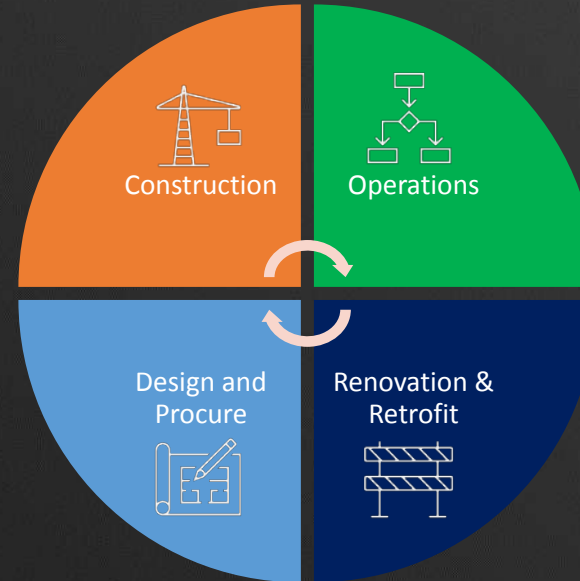 Construction
Operations
Design and
Procure
Renovation &
Retrofit